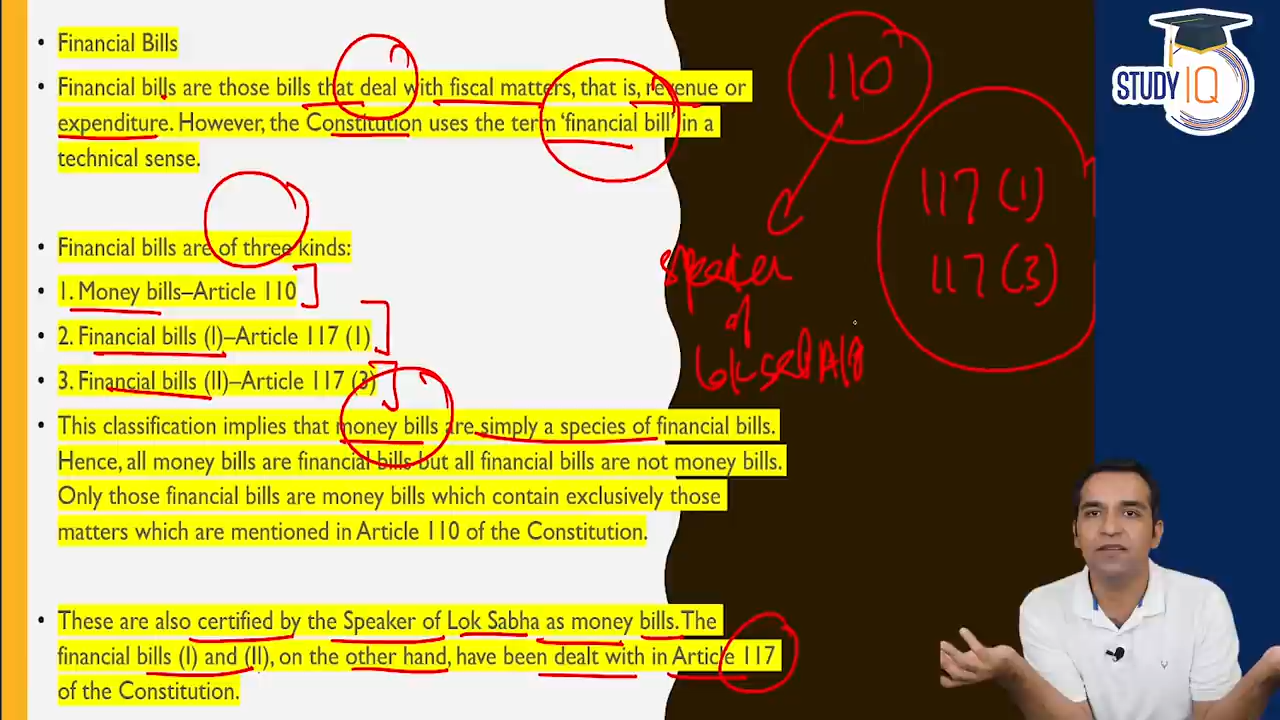 Financial Bills
Financial bills are those bills that deal with fiscal matters, that is, revenue or
expenditure. However, the Constitution uses the term ‘financial bill’ in a
technical sense.
Financial bills are of three kinds:
1. Money bills–Article 110
2. Financial bills (I)–Article 117 (1)
3. Financial bills (II)–Article 117 (3)
This classification implies that money bills are simply a species of financial bills.
Hence, all money bills are financial bills but all financial bills are not money bills.
Only those financial bills are money bills which contain exclusively those
matters which are mentioned in Article 110 of the Constitution.
These are also certified by the Speaker of Lok Sabha as money bills. The
financial bills (I) and (II), on the other hand, have been dealt with in Article 117
of the Constitution.
110
117 (1)
117 (3)
Speaker
of
STUDY IQ